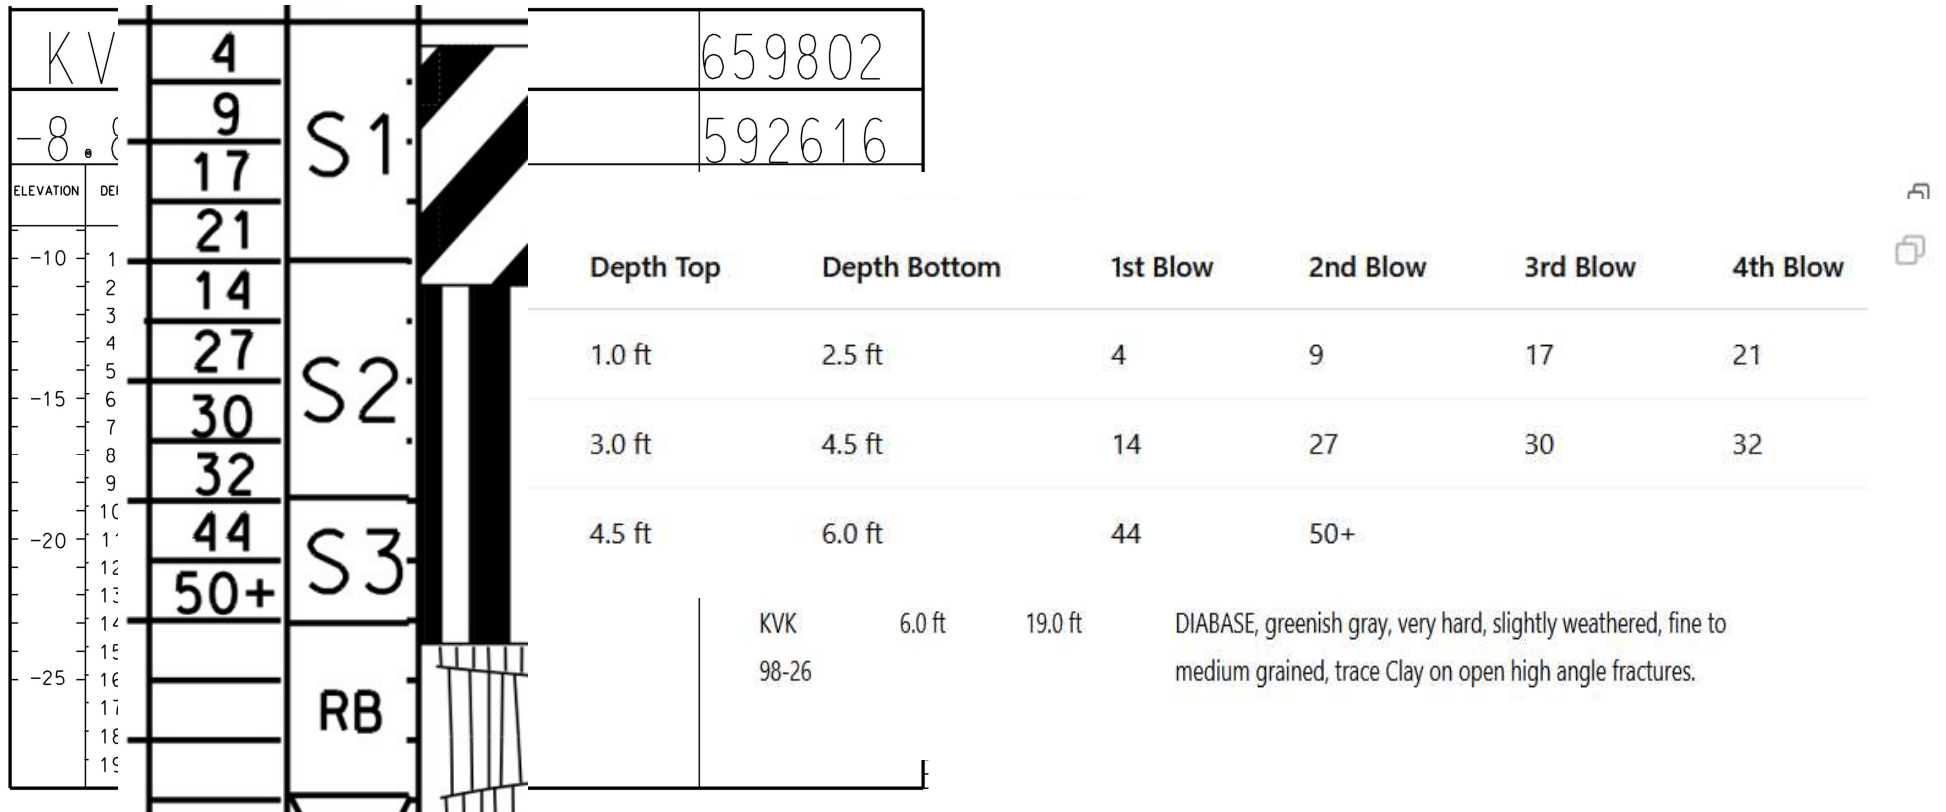 KV
659802
-8.8
592616
ELEVATION
-10
1
2
3
4
5
-15
6
7
8
9
10
-20
12
13
14
15
-25
17
18
19
4
9
17
21
14
27
30
32
44
50+
S1
S2
S3
RB
Depth Top Depth Bottom 1st Blow 2nd Blow 3rd Blow 4th Blow
1.0 ft 2.5 ft 4 9 17 21
3.0 ft 4.5 ft 14 27 30 32
4.5 ft 6.0 ft 44 50+
KVK 6.0 ft 19.0 ft DIABASE, greenish gray, very hard, slightly weathered, fine to
98-26 medium grained, trace Clay on open high angle fractures.